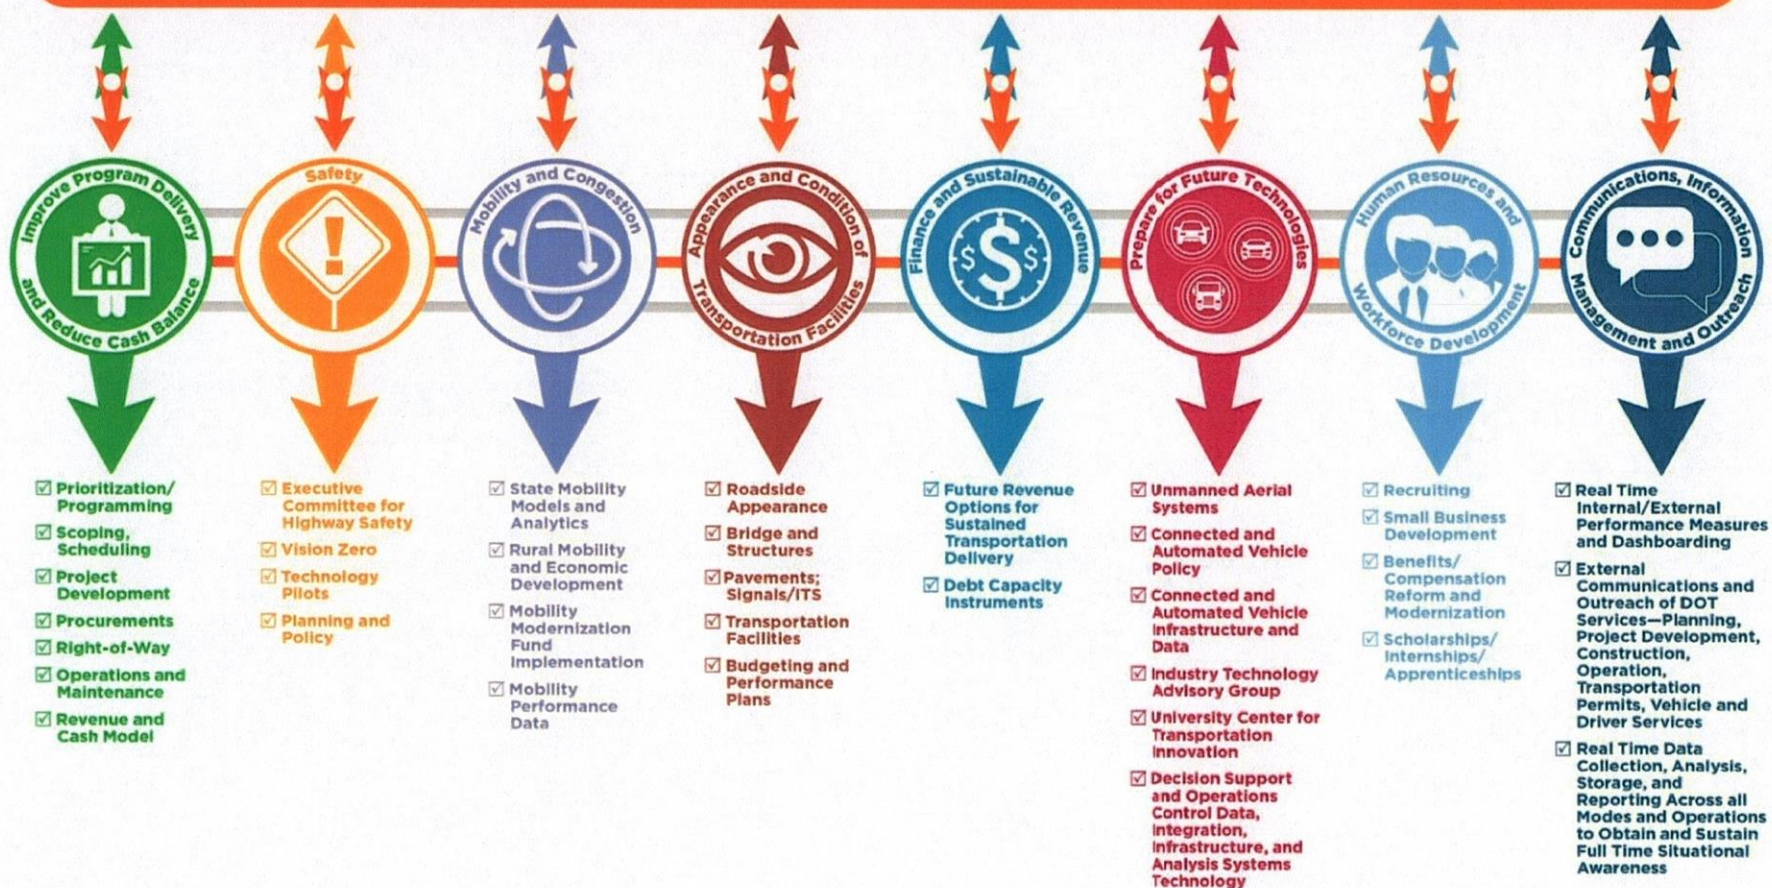 Improve Program Delivery
and Reduce Cash Balance
Prioritization/
Programming
Scoping,
Scheduling
Project
Development
Procurements
Right-of-Way
Operations and
Maintenance
Revenue and
Cash Model
Safety
Executive
Committee for
Highway Safety
Vision Zero
Technology
Pilots
Planning and
Policy
Mobility and Congestion
State Mobility
Models and
Analytics
Rural Mobility
and Economic
Development
Mobility
Modernization
Fund
Implementation
Mobility
Performance
Data
Appearance and Condition of
Transportation Facilities
Roadside
Appearance
Bridge and
Structures
Pavements;
Signals/ITS
Transportation
Facilities
Budgeting and
Performance
Plans
Finance and Sustainable Revenue
$ $ $
Future Revenue
Options for
Sustained
Transportation
Delivery
Debt Capacity
Instruments
Prepare for Future Technologies
Unmanned Aerial
Systems
Connected and
Automated Vehicle
Policy
Connected and
Automated Vehicle
Infrastructure and
Data
Industry Technology
Advisory Group
University Center for
Transportation
Innovation
Decision Support
and Operations
Control Data,
Integration,
Infrastructure, and
Analysis Systems
Technology
Human Resources and
Workforce Development
Recruiting
Small Business
Development
Benefits/
Compensation
Reform and
Modernization
Scholarships/
Internships/
Apprenticeships
Communications, Information
Management and Outreach
Real Time
Internal/External
Performance Measures
and Dashboarding
External
Communications and
Outreach of DOT
Services—Planning,
Project Development,
Construction,
Operation,
Transportation
Permits, Vehicle and
Driver Services
Real Time Data
Collection, Analysis,
Storage, and
Reporting Across all
Modes and Operations
to Obtain and Sustain
Full Time Situational
Awareness